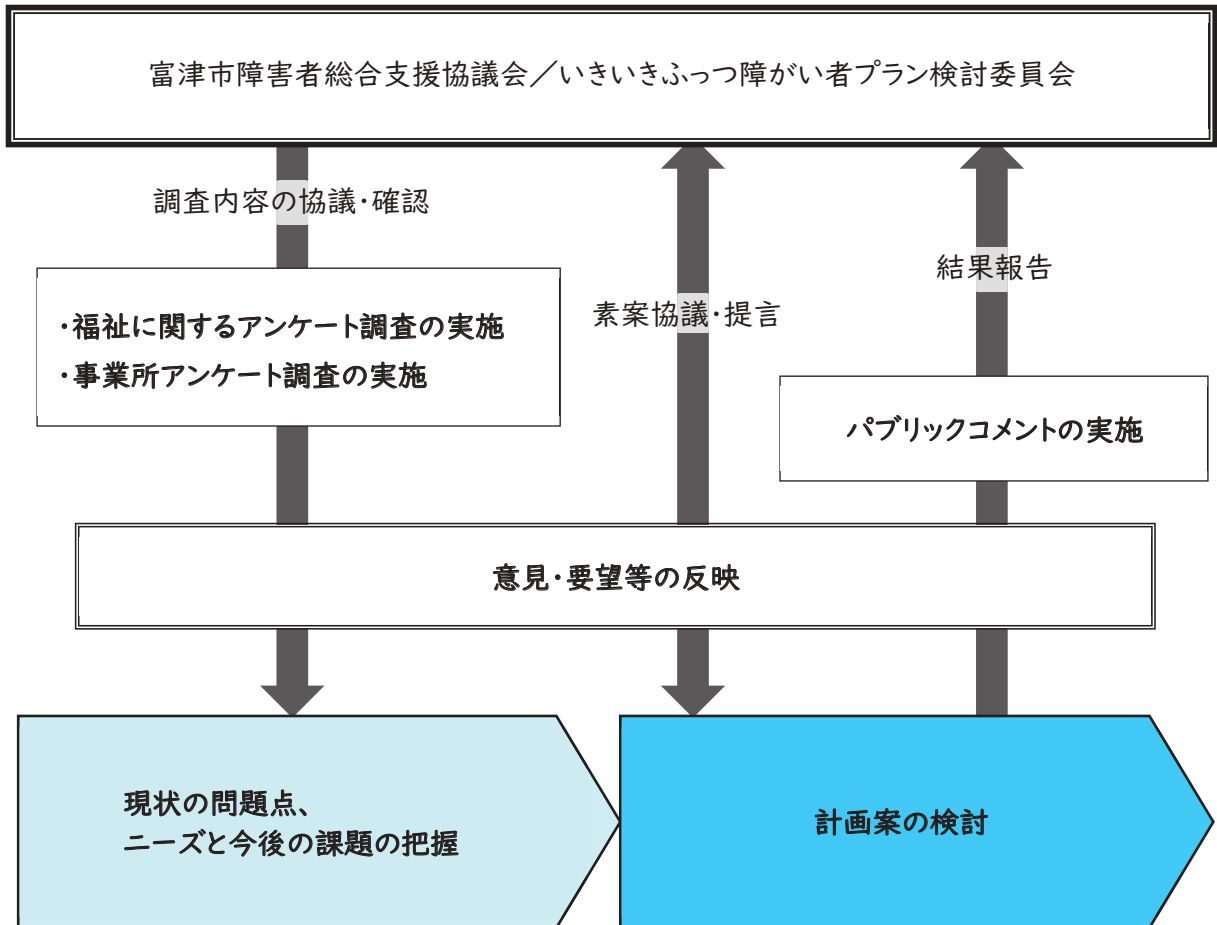 富津市障害者総合支援協議会／いきいきふっつ障がい者プラン検討委員会
調査内容の協議・確認
・福祉に関するアンケート調査の実施
・事業所アンケート調査の実施
素案協議・提言
結果報告
パブリックコメントの実施
意見・要望等の反映
現状の問題点、
ニーズと今後の課題の把握
計画案の検討